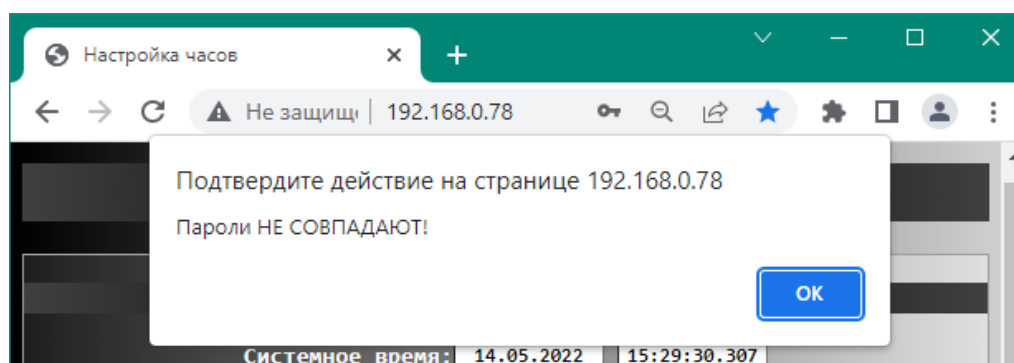 Настройка часов
Не защищ 192.168.0.78
Подтвердите действие на странице 192.168.0.78
Пароли НЕ СОВПАДАЮТ!
ОК
Системное время: 14.05.2022 15:29:30.307